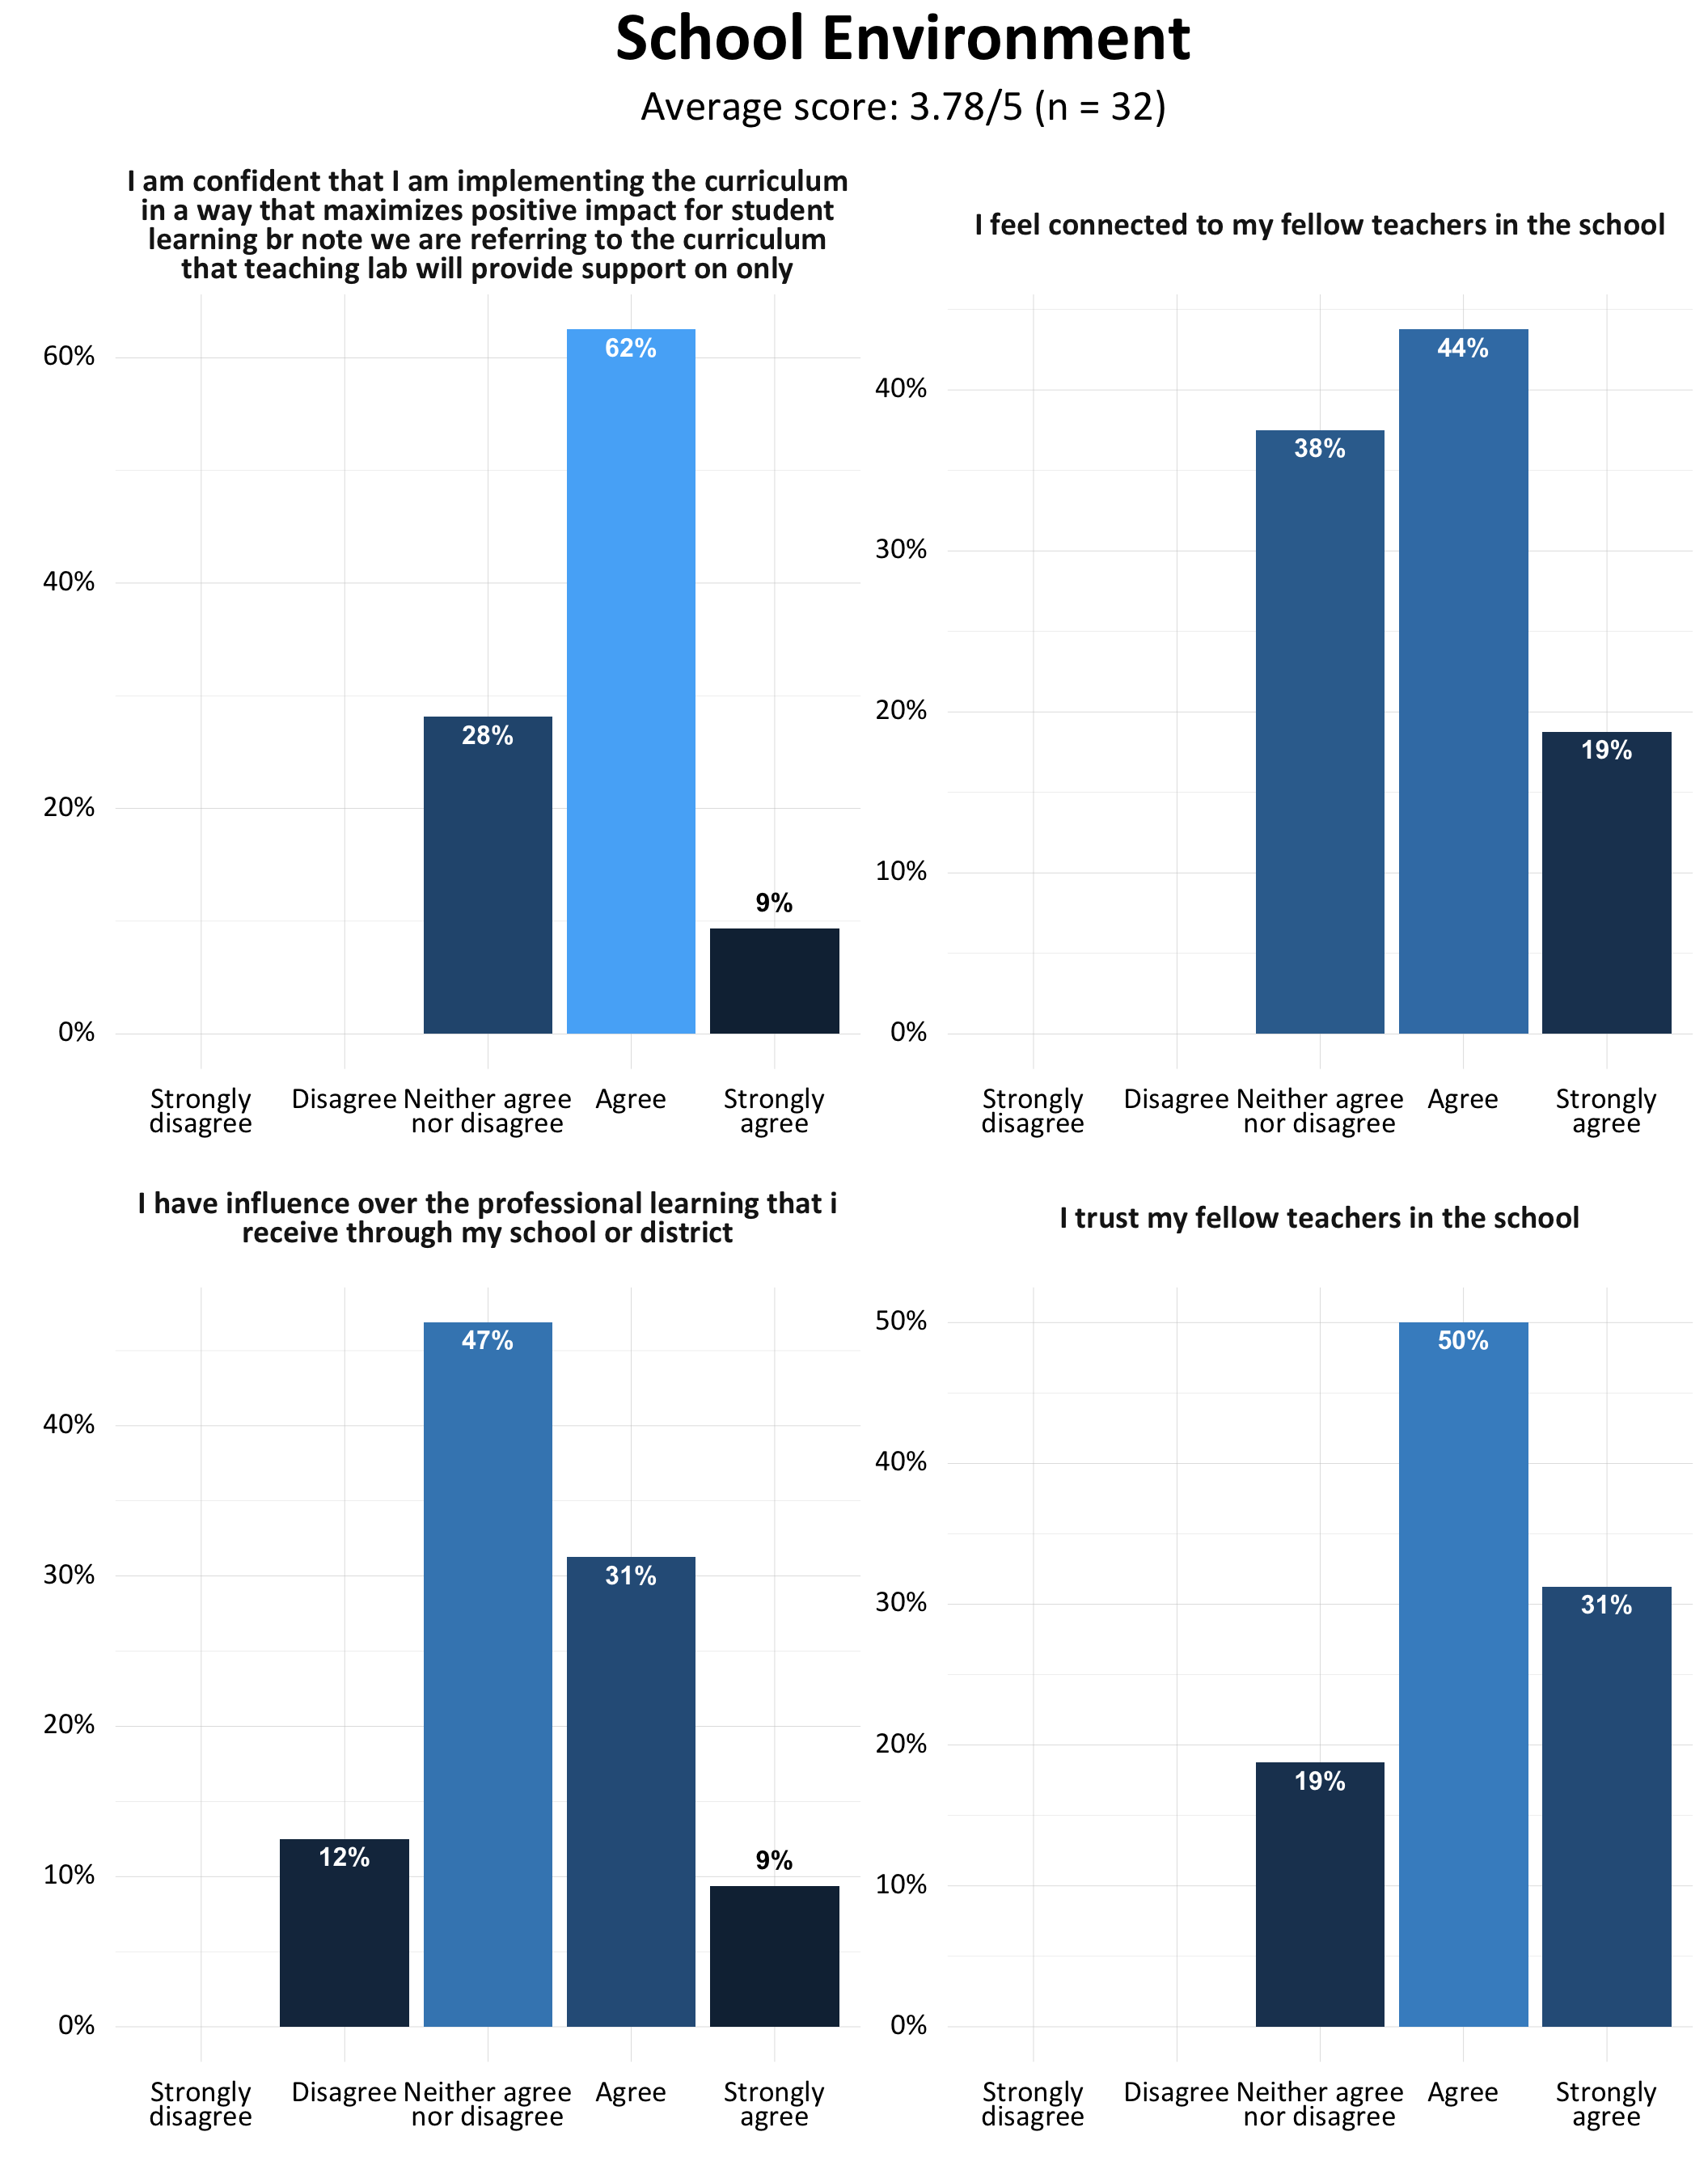 School Environment
Average score: 3.78/5 (n = 32)
I am confident that I am implementing the curriculum
in a way that maximizes positive impact for student
learning br note we are referring to the curriculum
that teaching lab will provide support on only
60%
40%
20%
0%
62%
28%
9%
Strongly
disagree
Disagree
Neither agree
nor disagree
Agree
Strongly
agree
I feel connected to my fellow teachers in the school
40%
30%
20%
10%
0%
44%
38%
19%
Strongly
disagree
Disagree
Neither agree
nor disagree
Agree
Strongly
agree
I have influence over the professional learning that i
receive through my school or district
40%
30%
20%
10%
0%
47%
31%
12%
9%
Strongly
disagree
Disagree
Neither agree
nor disagree
Agree
Strongly
agree
I trust my fellow teachers in the school
50%
40%
30%
20%
10%
0%
50%
31%
19%
Strongly
disagree
Disagree
Neither agree
nor disagree
Agree
Strongly
agree